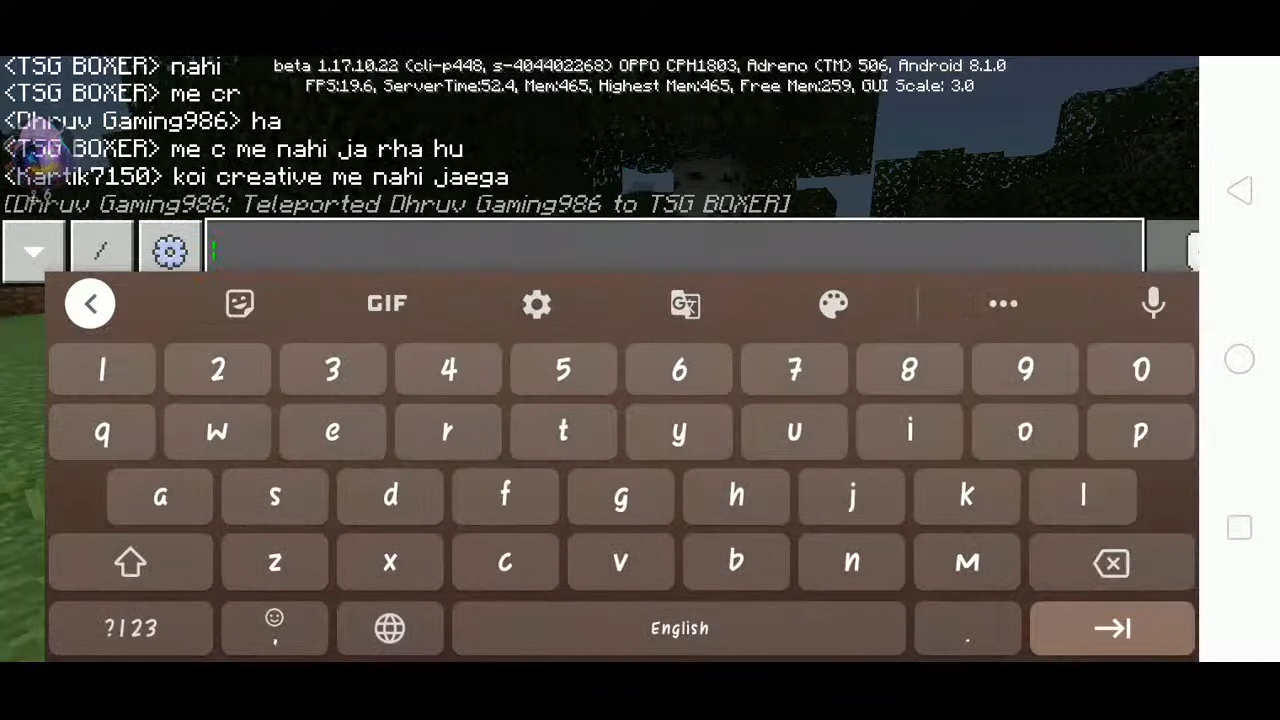 <TSG BOXER> nahi
beta 1.17.10.22 (cli-p448, s-404402268) OPPO CPH1803, Adreno (TM) 506, Android 8.1.0
FPS:19.6, ServerTime:52.4, Mem:465, Highest Mem:465, Free Mem:259, GUI Scale: 3.0
<TSG BOXER> me cr
<Dhruv Gaming986> ha
<TSG BOXER> me c me nahi ja rha hu
<Kartik7150> koi creative me nahi jaega
[Dhruv Gaming986: Teleported Dhruv Gaming986 to TSG BOXER]
/
GIF
1 2 3 4 5 6 7 8 9 0
q w e r t y u i o p
a s d f g h j k l
z x c v b n m
?123 , English .